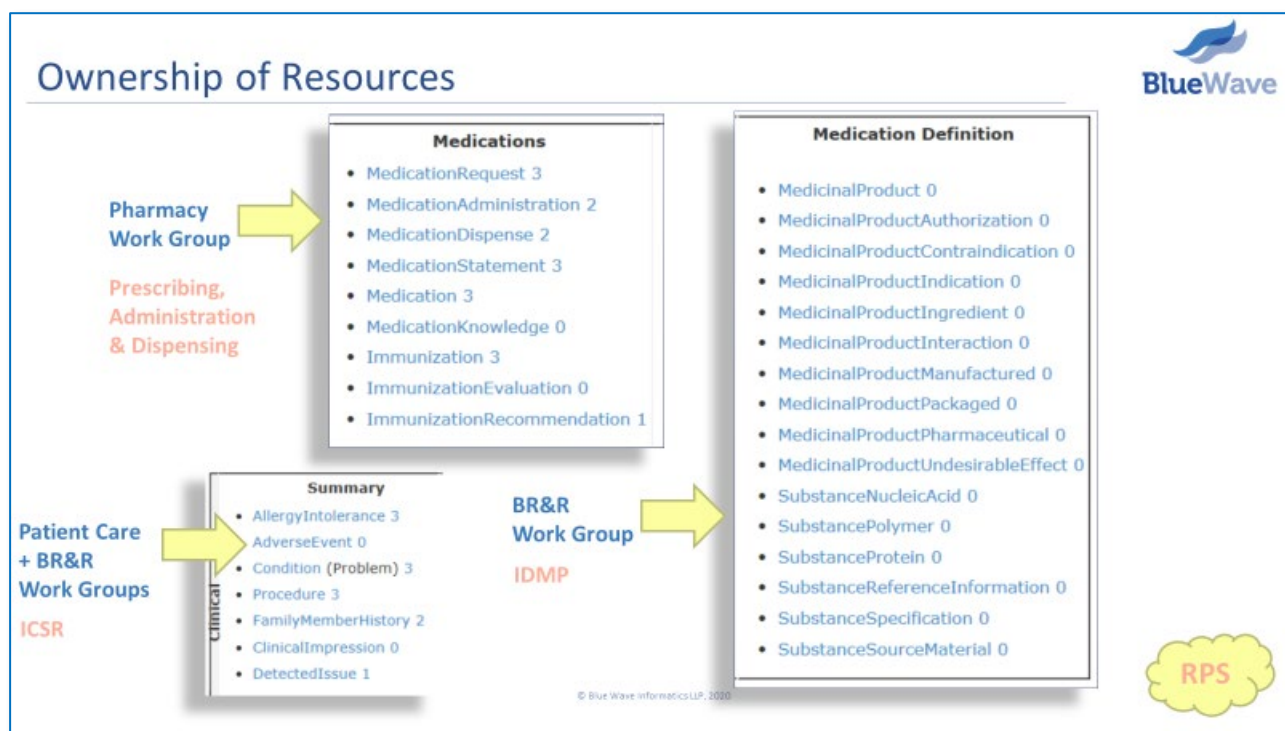 Ownership of Resources
BlueWave
Pharmacy
Work Group
Prescribing,
Administration
& Dispensing
Medications
• MedicationRequest 3
• MedicationAdministration 2
• MedicationDispense 2
• MedicationStatement 3
• Medication 3
• MedicationKnowledge 0
• Immunization 3
• ImmunizationEvaluation 0
• ImmunizationRecommendation 1
Patient Care
+ BR&R
Work Groups
ICSR
Clinical
Summary
• AllergyIntolerance 3
• AdverseEvent 0
• Condition (Problem) 3
• Procedure 3
• FamilyMemberHistory 2
• ClinicalImpression 0
• DetectedIssue 1
BR&R
Work Group
IDMP
Medication Definition
• MedicinalProduct 0
• MedicinalProductAuthorization 0
• MedicinalProductContraindication 0
• MedicinalProductIndication 0
• MedicinalProductIngredient 0
• MedicinalProductInteraction 0
• MedicinalProductManufactured 0
• MedicinalProductPackaged 0
• MedicinalProductPharmaceutical 0
• MedicinalProductUndesirableEffect 0
• SubstanceNucleicAcid 0
• SubstancePolymer 0
• SubstanceProtein 0
• SubstanceReferenceInformation 0
• SubstanceSpecification 0
• SubstanceSourceMaterial 0
RPS
© Blue Wave Informatics LLP, 2020